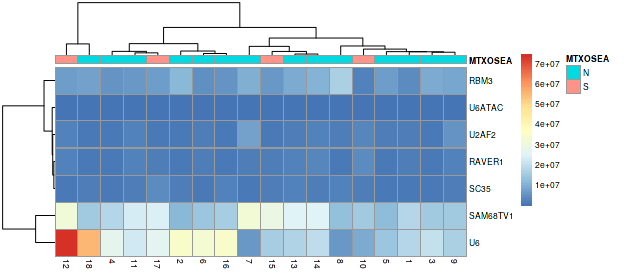 MTXOSEA
RBM3
U6ATAC
U2AF2
RAVER1
SC35
SAM68TV1
U6
12 18 4 11 17 2 6 16 7 15 13 14 8 10 5 1 3 9
7e+07
6e+07
5e+07
4e+07
3e+07
2e+07
1e+07
MTXOSEA
N
S